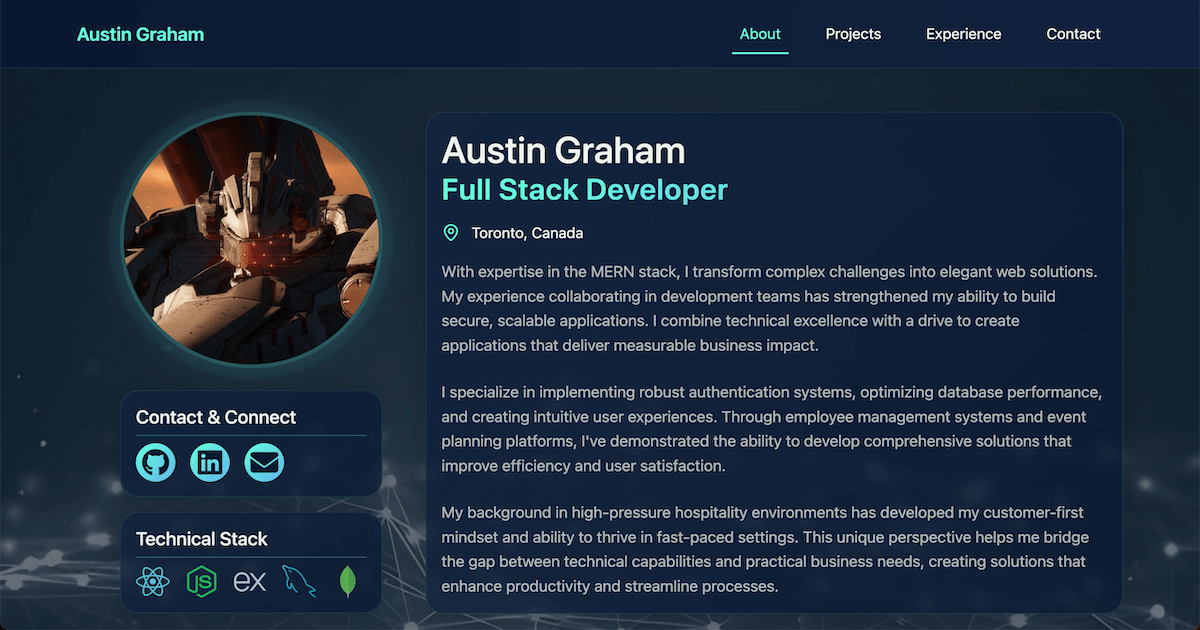 Austin Graham
About
Projects
Experience
Contact
Austin Graham
Full Stack Developer
Toronto, Canada
With expertise in the MERN stack, I transform complex challenges into elegant web solutions.
My experience collaborating in development teams has strengthened my ability to build
secure, scalable applications. I combine technical excellence with a drive to create
applications that deliver measurable business impact.
I specialize in implementing robust authentication systems, optimizing database performance,
and creating intuitive user experiences. Through employee management systems and event
planning platforms, I've demonstrated the ability to develop comprehensive solutions that
improve efficiency and user satisfaction.
My background in high-pressure hospitality environments has developed my customer-first
mindset and ability to thrive in fast-paced settings. This unique perspective helps me bridge
the gap between technical capabilities and practical business needs, creating solutions that
enhance productivity and streamline processes.
Contact & Connect
in
Technical Stack
JS
ex